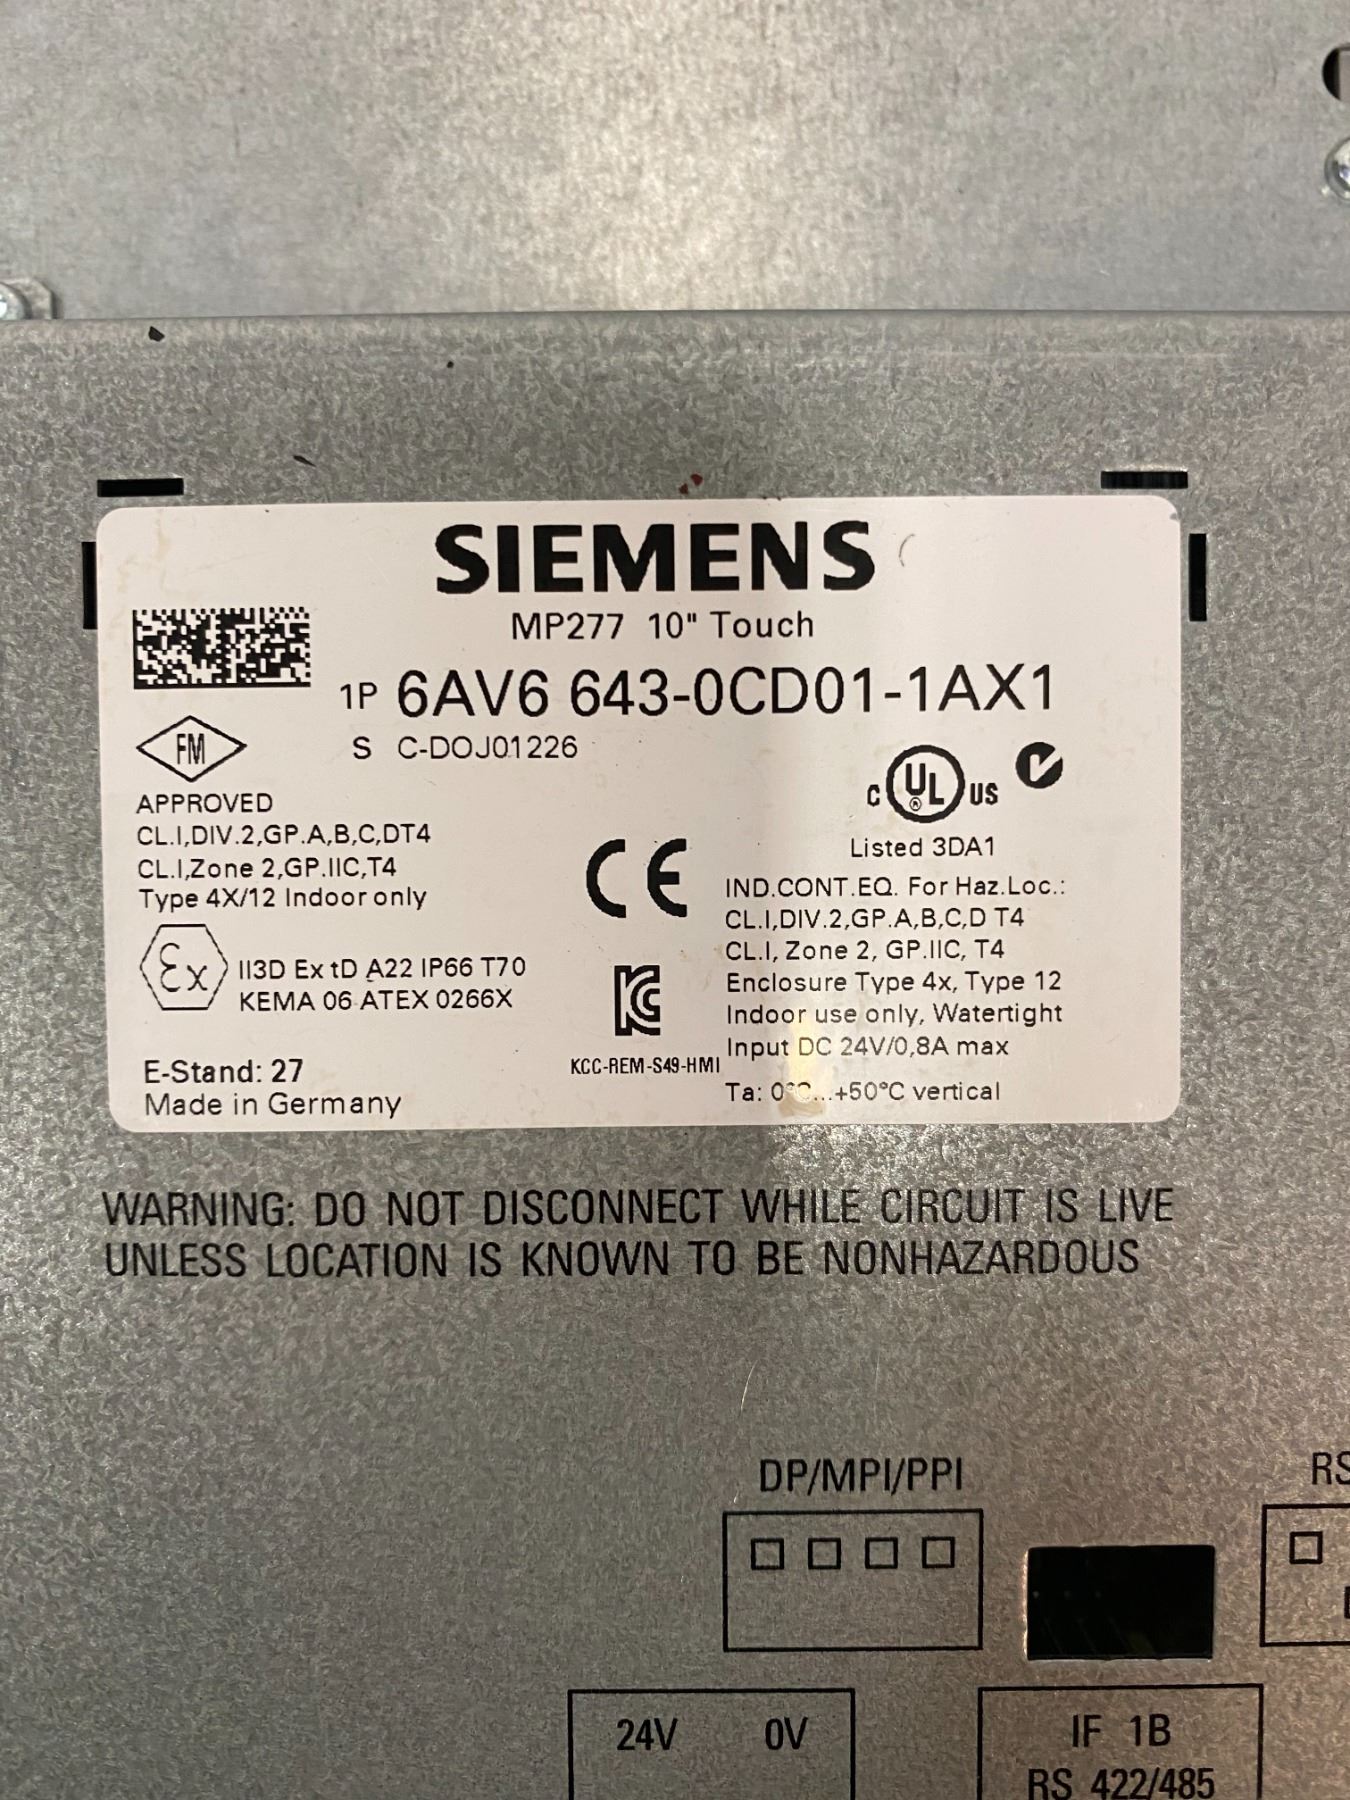 SIEMENS
MP277 10" Touch
1P 6AV6 643-0CD01-1AX1
S C-DOJ01226
FM
APPROVED
CL.I,DIV.2,GP.A,B,C,DT4
CL.I,Zone 2,GP.IIC,T4
Type 4X/12 Indoor only
Ex II3D Ex tD A22 IP66 T70
KEMA 06 ATEX 0266X
E-Stand: 27
Made in Germany
CE
KC
KCC-REM-S49-HMI
C UL ® US
Listed 3DA1
IND.CONT.EQ. For Haz.Loc.:
CL.I,DIV.2,GP.A,B,C,D T4
CL.I, Zone 2, GP.IIC, T4
Enclosure Type 4x, Type 12
Indoor use only, Watertight
Input DC 24V/0,8A max
Ta: 0°C...+50°C vertical
WARNING: DO NOT DISCONNECT WHILE CIRCUIT IS LIVE
UNLESS LOCATION IS KNOWN TO BE NONHAZARDOUS
DP/MPI/PPI
RS
24V 0V
IF 1B
RS 422/485